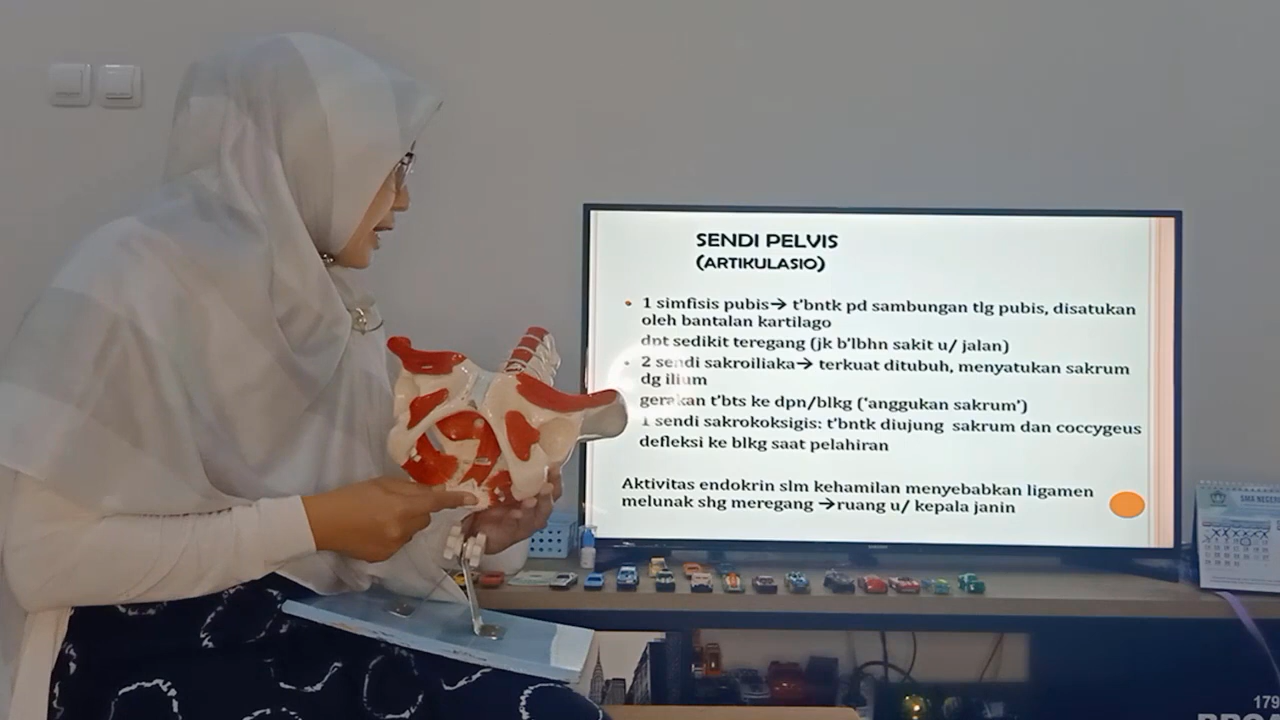 SENDI PELVIS
(ARTIKULASIO)
• 1 simfisis pubis→ t'bntk pd sambungan tlg pubis, disatukan
oleh bantalan kartilago
dpt sedikit teregang (jk b'lbhn sakit u/ jalan)
• 2 sendi sakroiliaka→ terkuat ditubuh, menyatukan sakrum
dg ilium
gerakan t'bts ke dpn/blkg ('anggukan sakrum')
1 sendi sakrokoksigis: t'bntk diujung sakrum dan coccygeus
defleksi ke blkg saat pelahiran
Aktivitas endokrin slm kehamilan menyebabkan ligamen
melunak shg meregang →ruang u/ kepala janin
SMA NEGERI
179